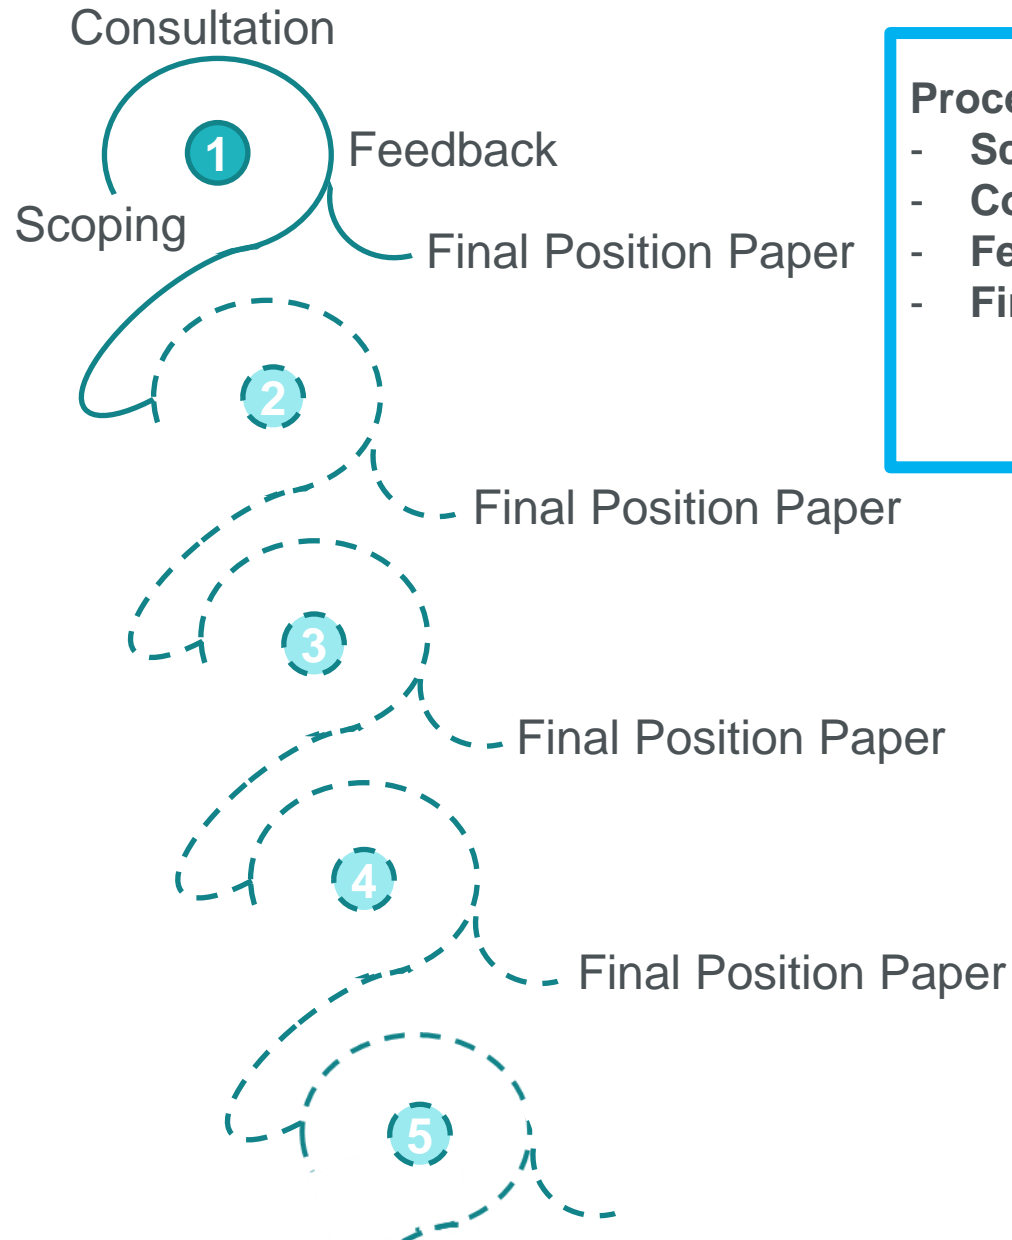 Consultation
1
Feedback
Scoping
Final Position Paper
2
Final Position Paper
3
Final Position Paper
4
Final Position Paper
5
-
-
-
-